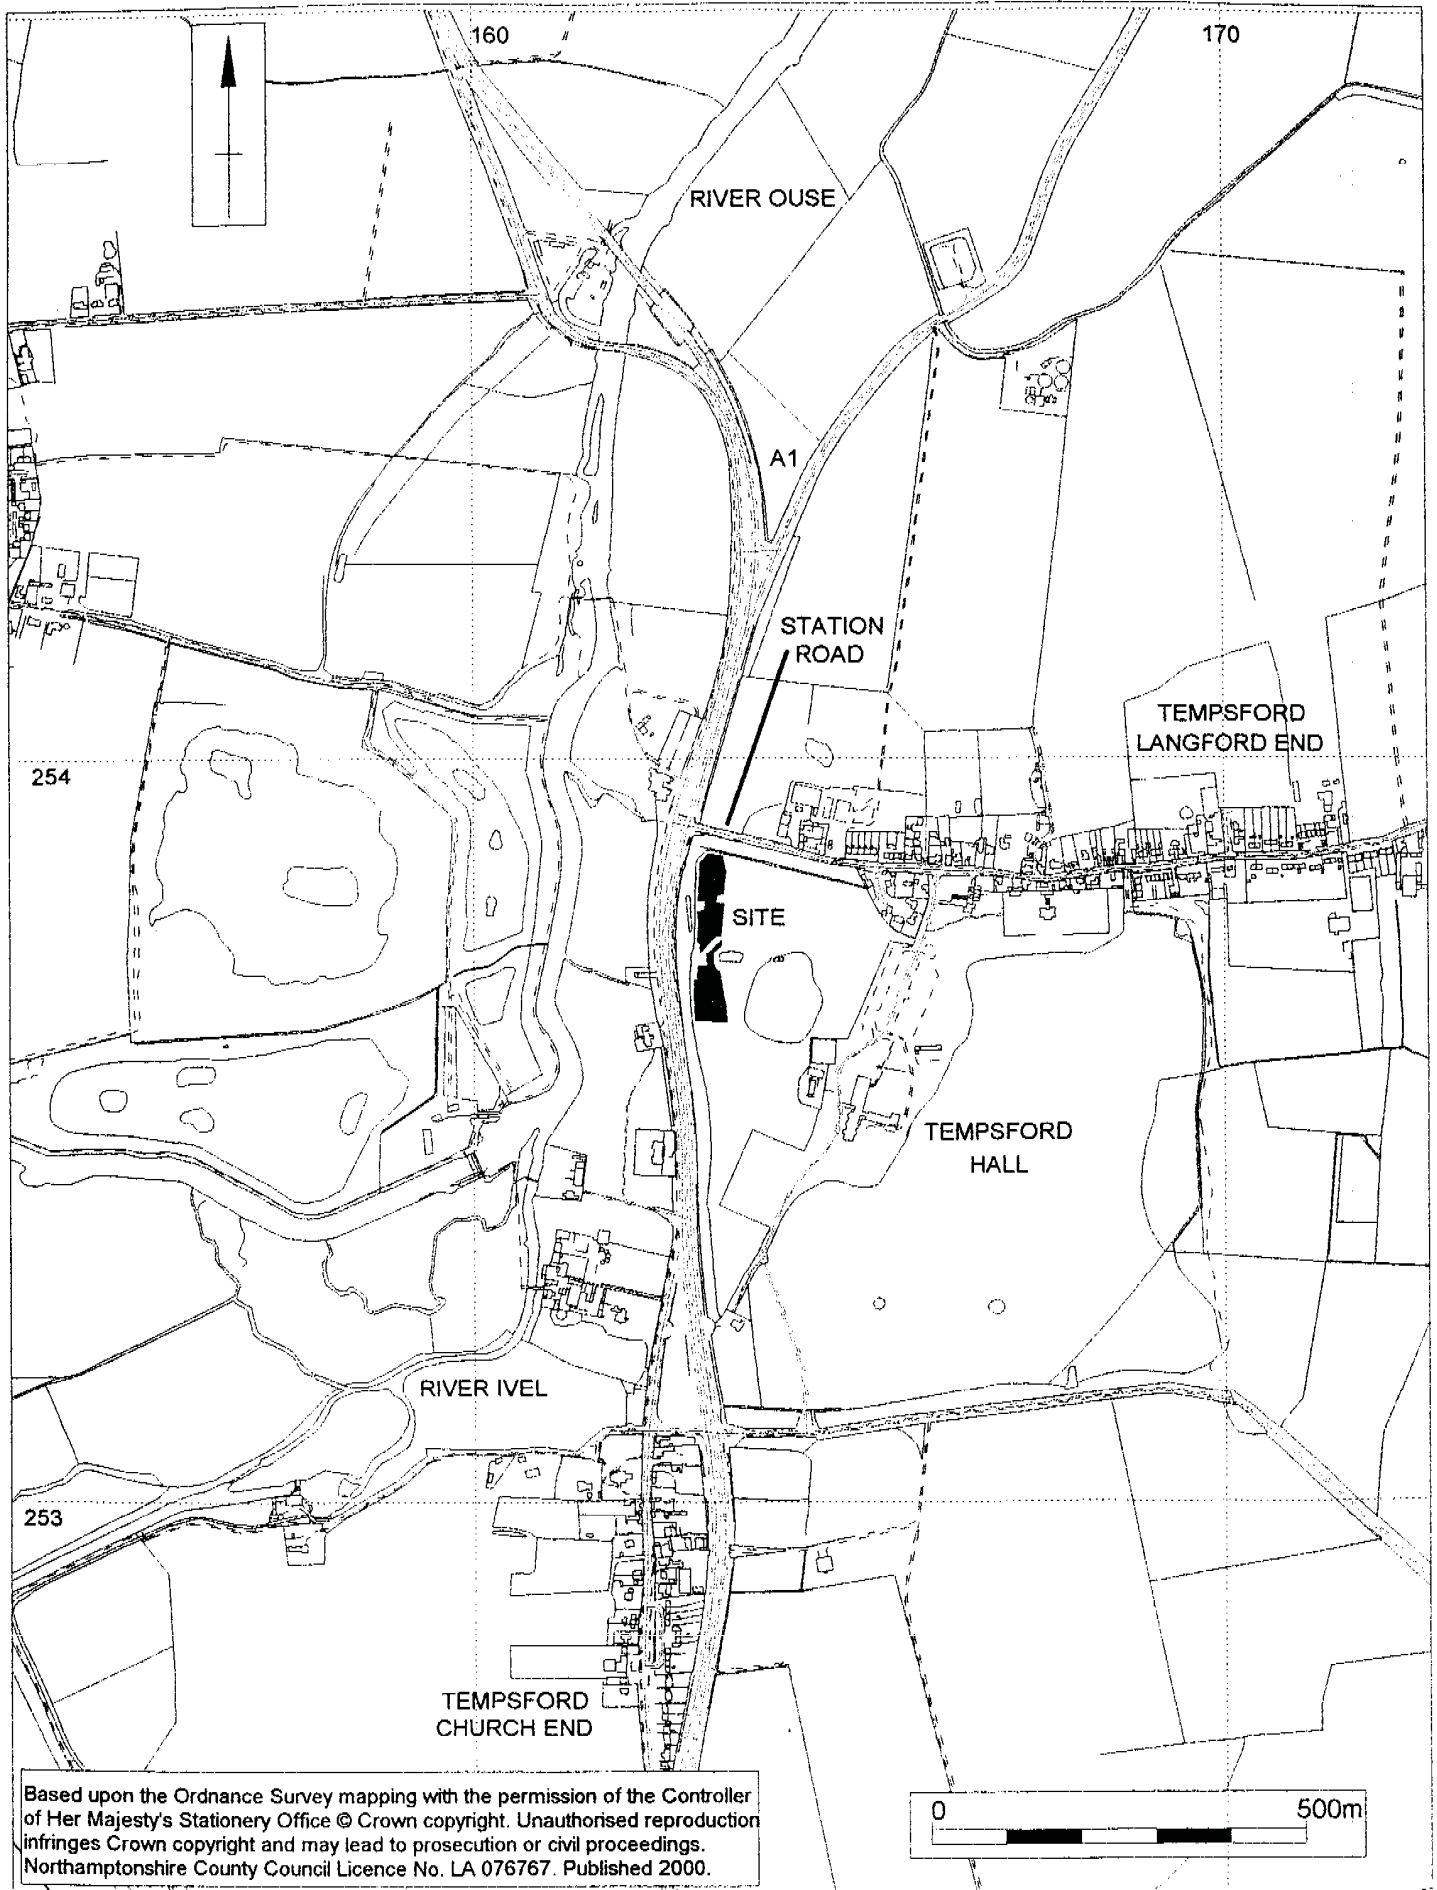 160
170
RIVER OUSE
A1
STATION
ROAD
TEMPSFORD
LANGFORD END
254
SITE
TEMPSFORD
HALL
RIVER IVEL
253
TEMPSFORD
CHURCH END
Based upon the Ordnance Survey mapping with the permission of the Controller
of Her Majesty's Stationery Office © Crown copyright. Unauthorised reproduction
infringes Crown copyright and may lead to prosecution or civil proceedings.
Northamptonshire County Council Licence No. LA 076767. Published 2000.
0 500m